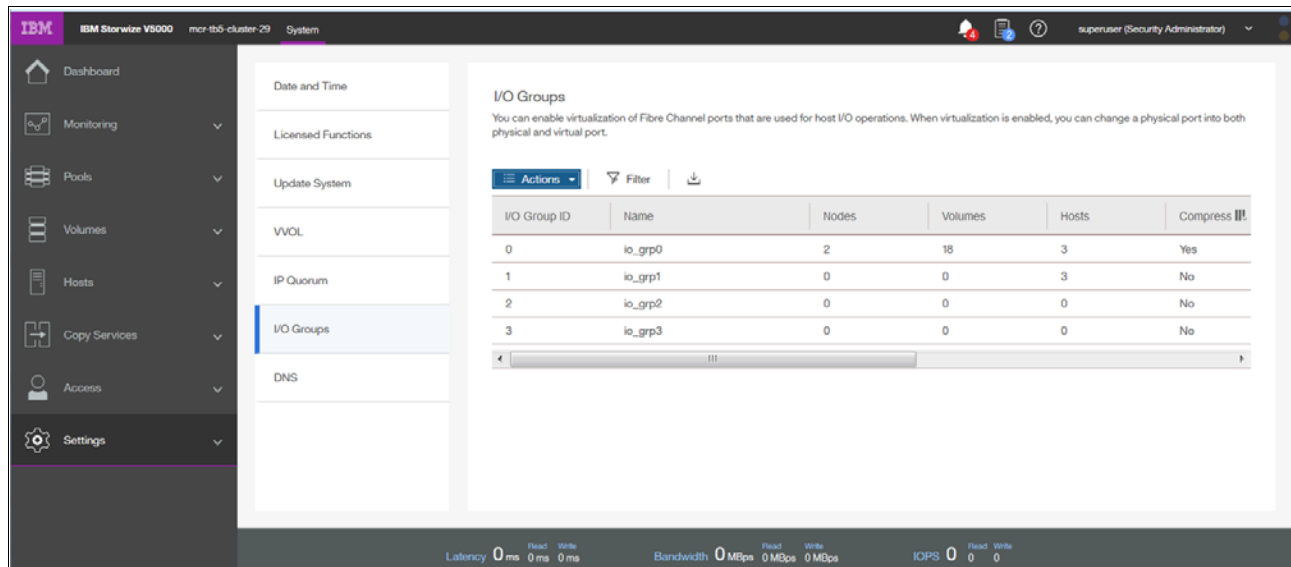 IBM IBM Storwize V5000 mcr-tb5-cluster-29 System 4 2 ? superuser (Security Administrator)
Dashboard
Monitoring
Pools
Volumes
Hosts
Copy Services
Access
Settings
Date and Time
Licensed Functions
Update System
VVOL
IP Quorum
I/O Groups
DNS
I/O Groups
You can enable virtualization of Fibre Channel ports that are used for host I/O operations. When virtualization is enabled, you can change a physical port into both
physical and virtual port.
Actions Filter
I/O Group ID Name Nodes Volumes Hosts Compress
0 io_grp0 2 18 3 Yes
1 io_grp1 0 0 3 No
2 io_grp2 0 0 0 No
3 io_grp3 0 0 0 No
Read Write Read Write Read Write
Latency 0 ms 0 ms 0 ms Bandwidth 0 MBps 0 MBps 0 MBps IOPS 0 0 0